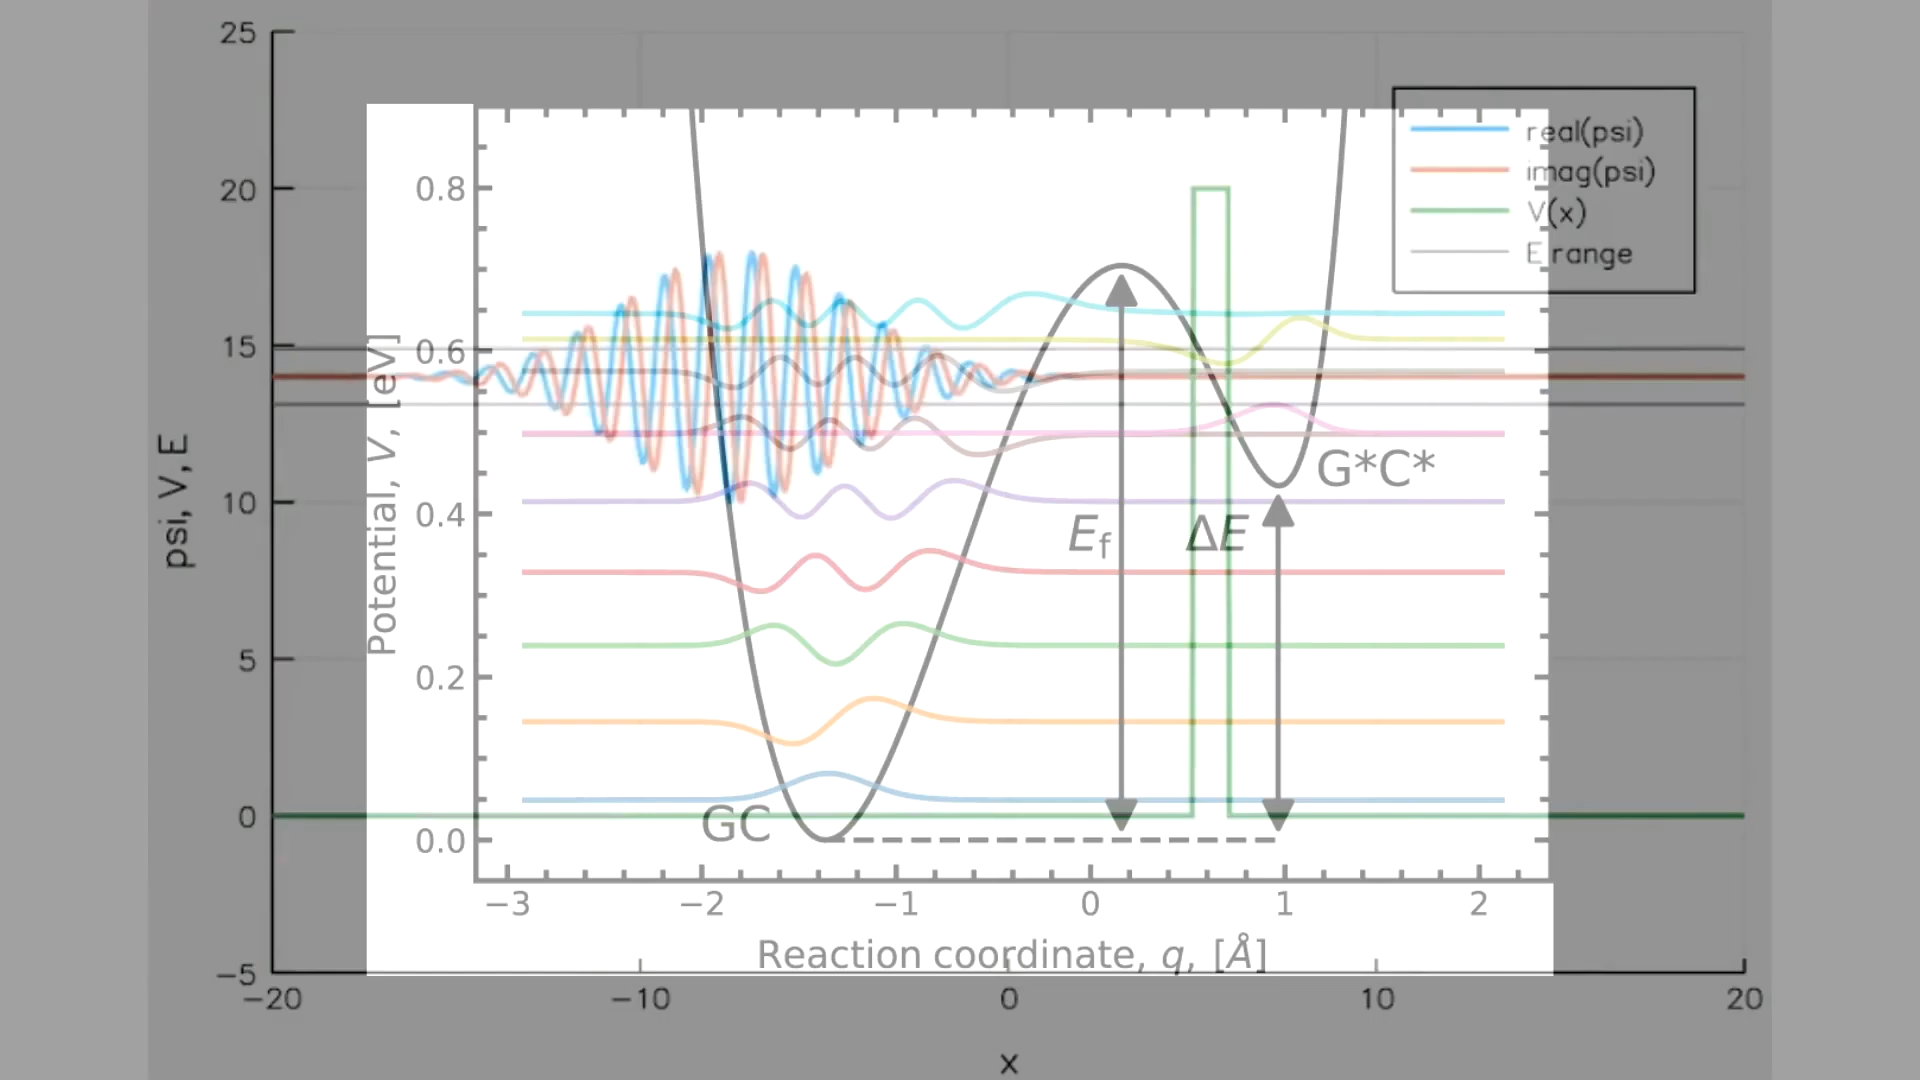 25
20
15
10
5
0
−5
psi, V, E
−20
−10
0
10
20
x
real(psi)
imag(psi)
V(x)
E range
0.8
0.6
0.4
0.2
0.0
Potential, V, [eV]
−3
−2
−1
0
1
2
Reaction coordinate, q, [Å]
GC
Ef
ΔE
G*C*